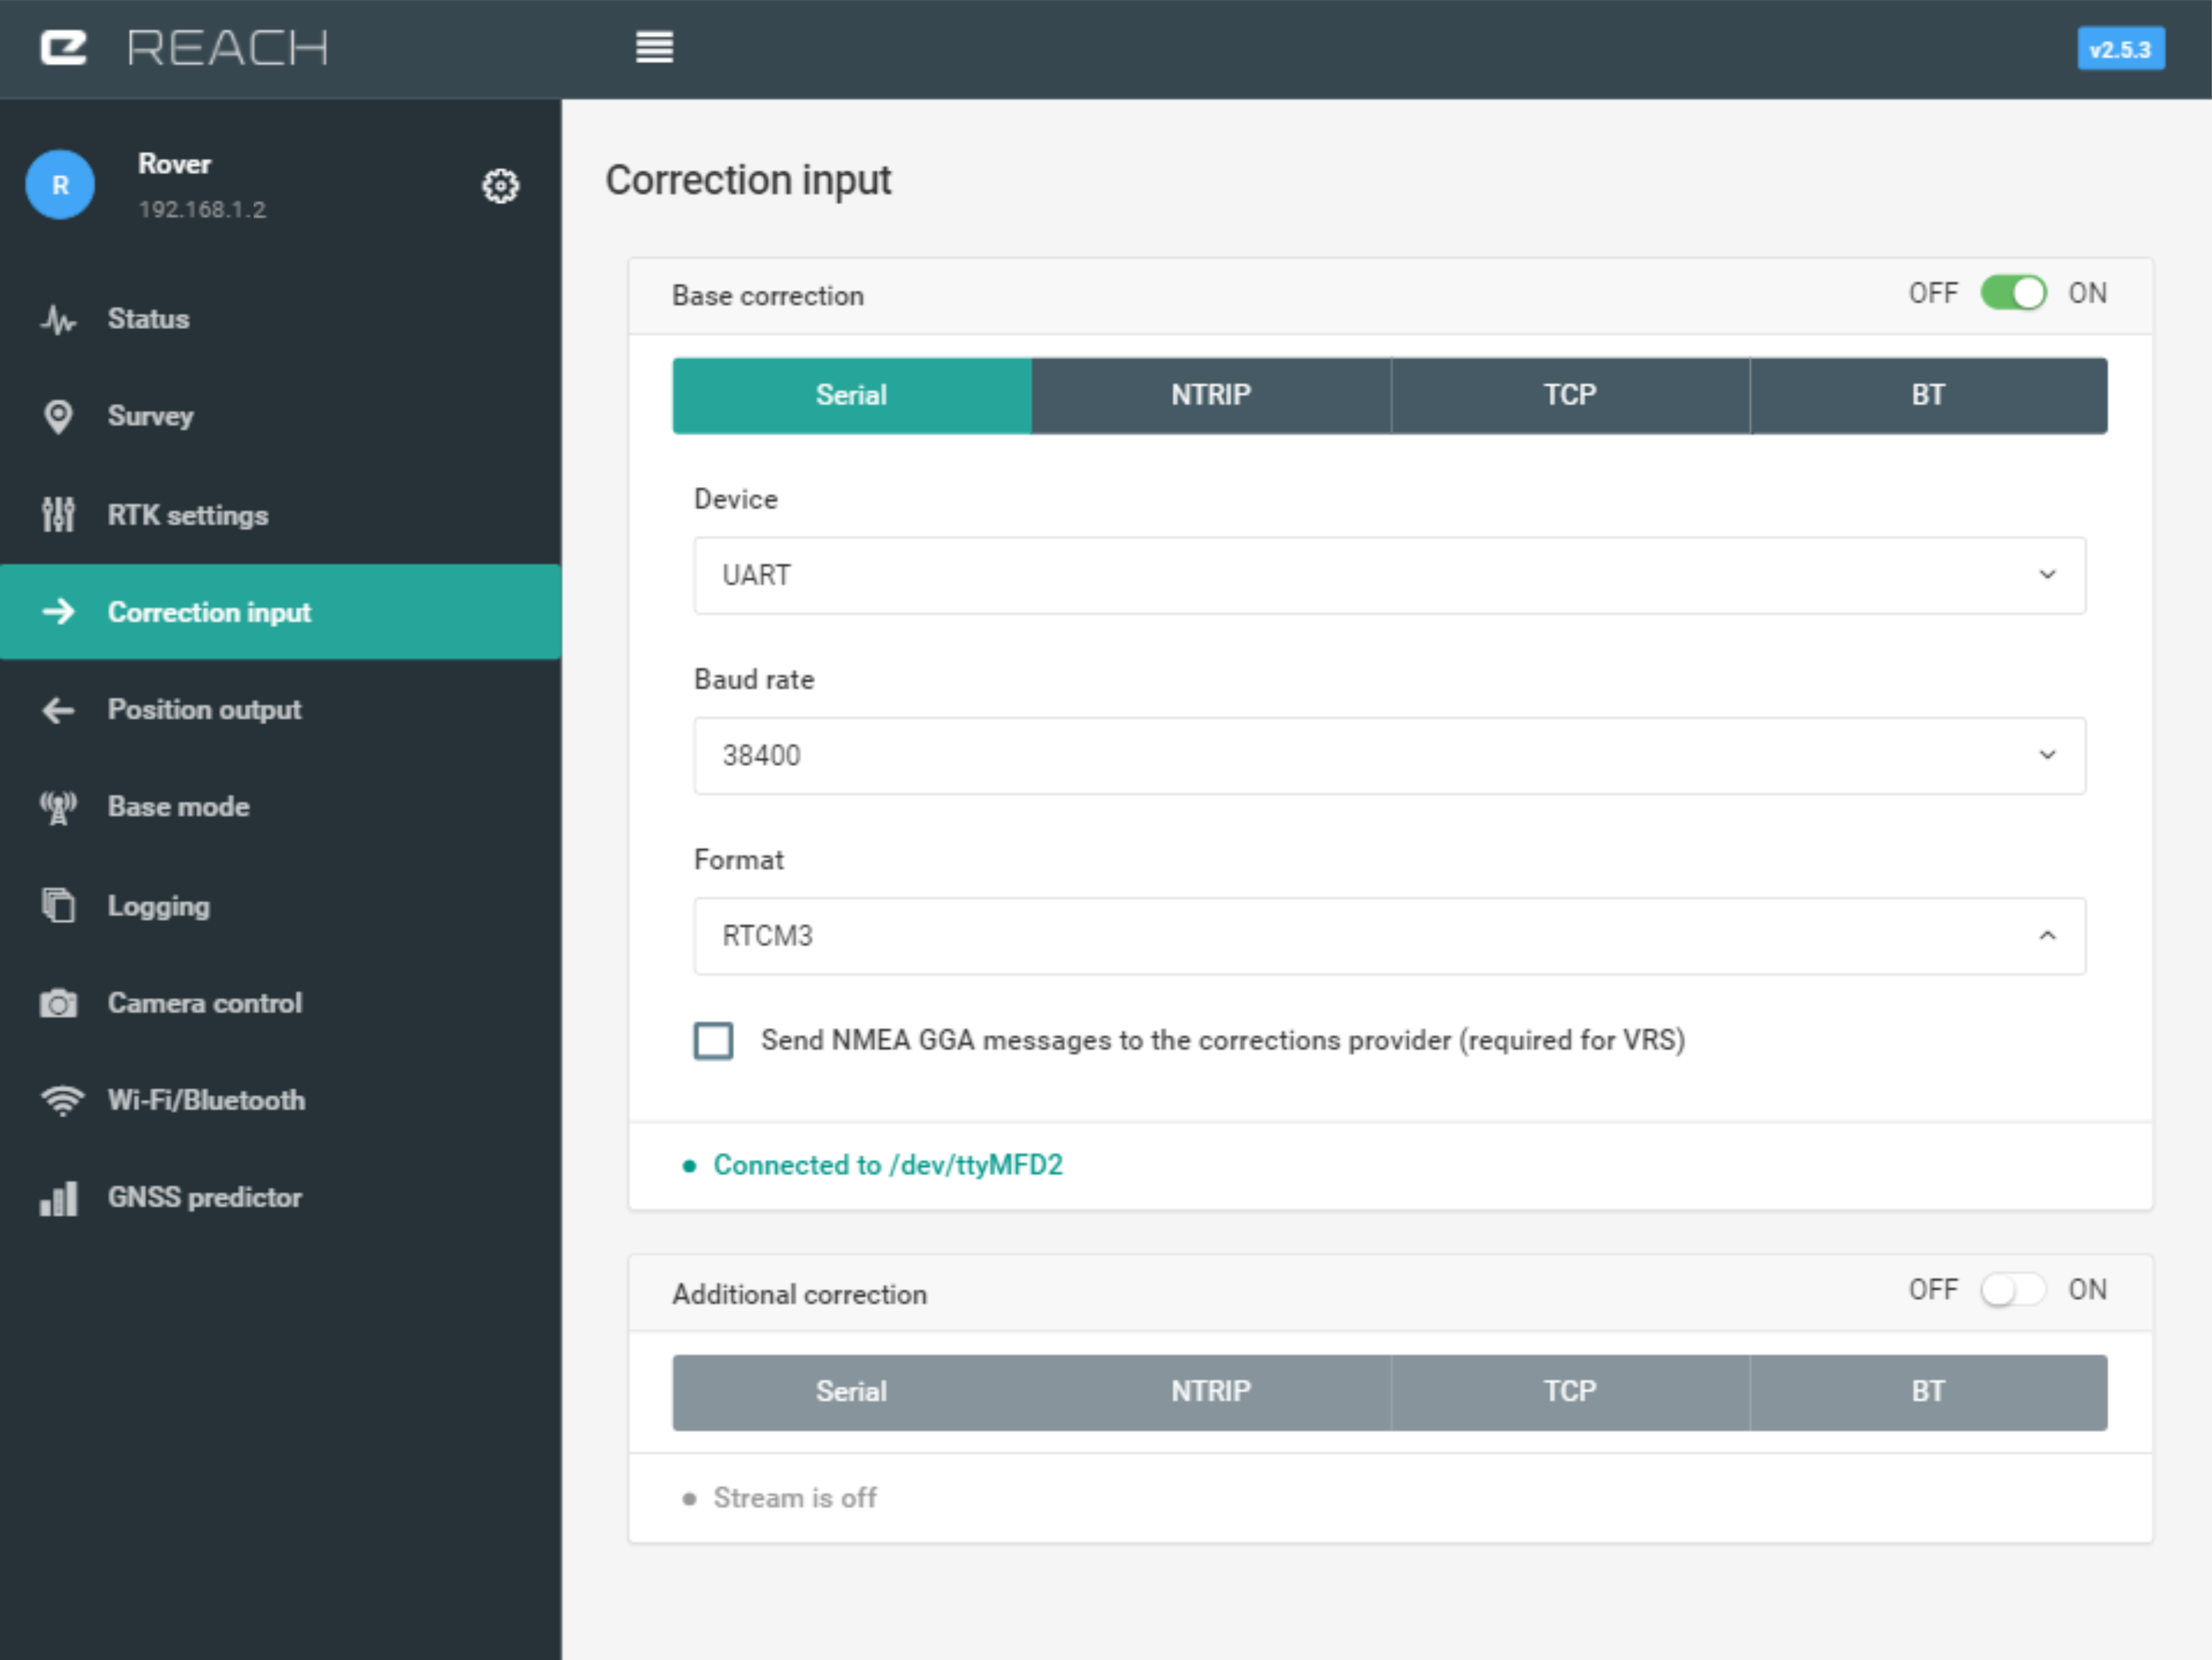 REACH
v2.5.3
R
Rover
192.168.1.2
Status
Survey
RTK settings
Correction input
Position output
Base mode
Logging
Camera control
Wi-Fi/Bluetooth
GNSS predictor
Correction input
Base correction
OFF ON
Serial NTRIP TCP BT
Device
UART
Baud rate
38400
Format
RTCM3
Send NMEA GGA messages to the corrections provider (required for VRS)
Connected to /dev/ttyMFD2
Additional correction
OFF ON
Serial NTRIP TCP BT
Stream is off